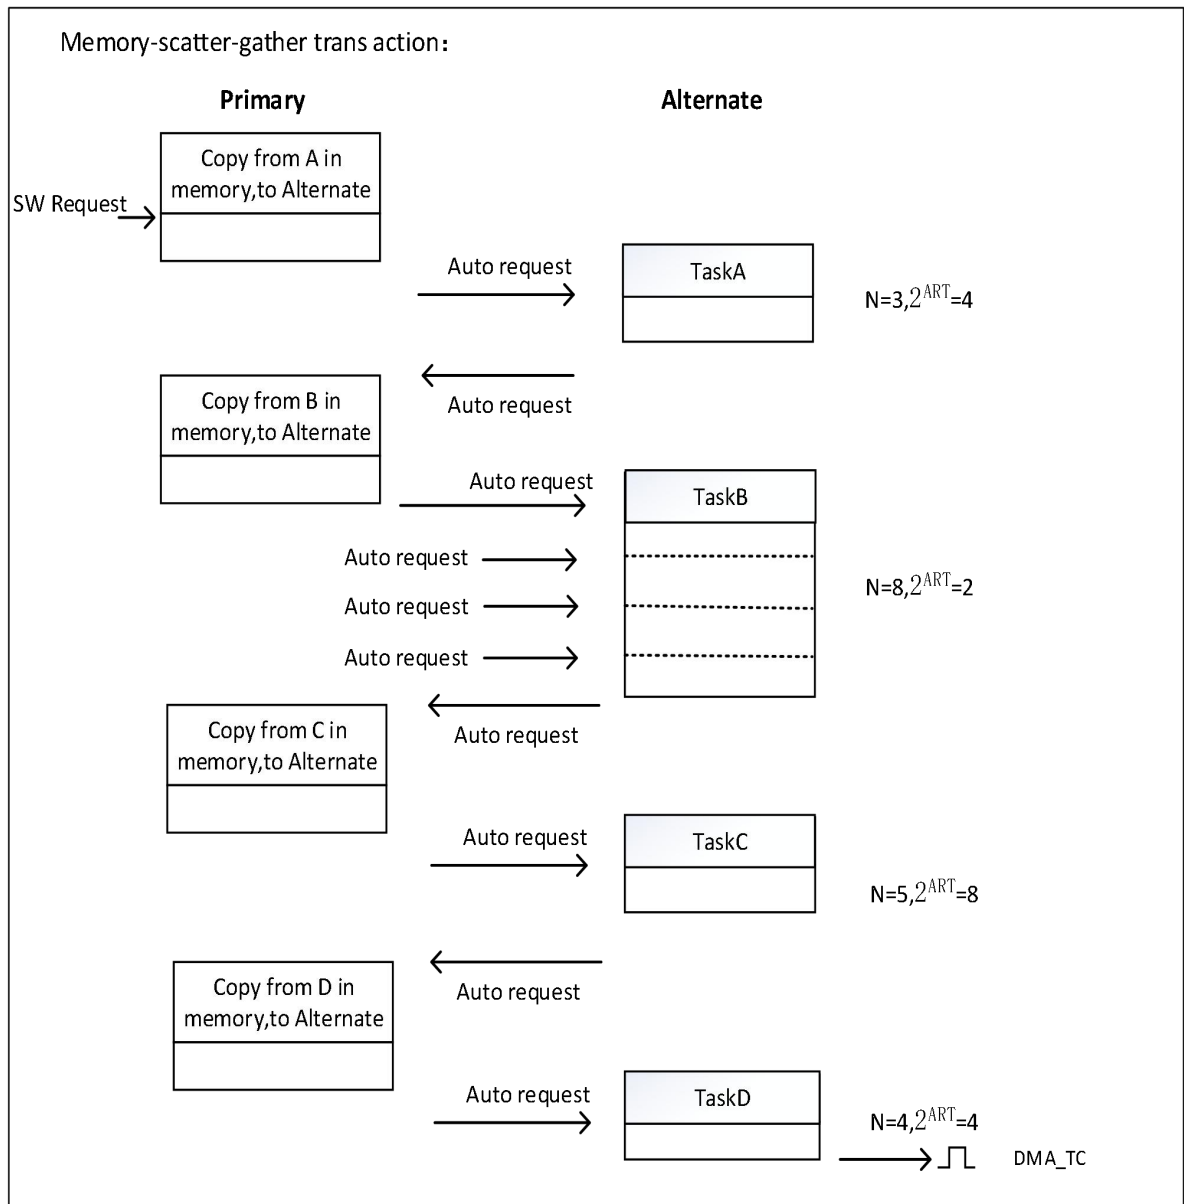 Memory-scatter-gather trans action:
Primary
Alternate
Copy from A in
memory,to Alternate
SW Request
Auto request
TaskA
N=3,2^ART=4
Auto request
Copy from B in
memory,to Alternate
Auto request
TaskB
Auto request
N=8,2^ART=2
Auto request
Auto request
Auto request
Copy from C in
memory,to Alternate
Auto request
TaskC
N=5,2^ART=8
Auto request
Copy from D in
memory,to Alternate
Auto request
TaskD
N=4,2^ART=4
DMA_TC